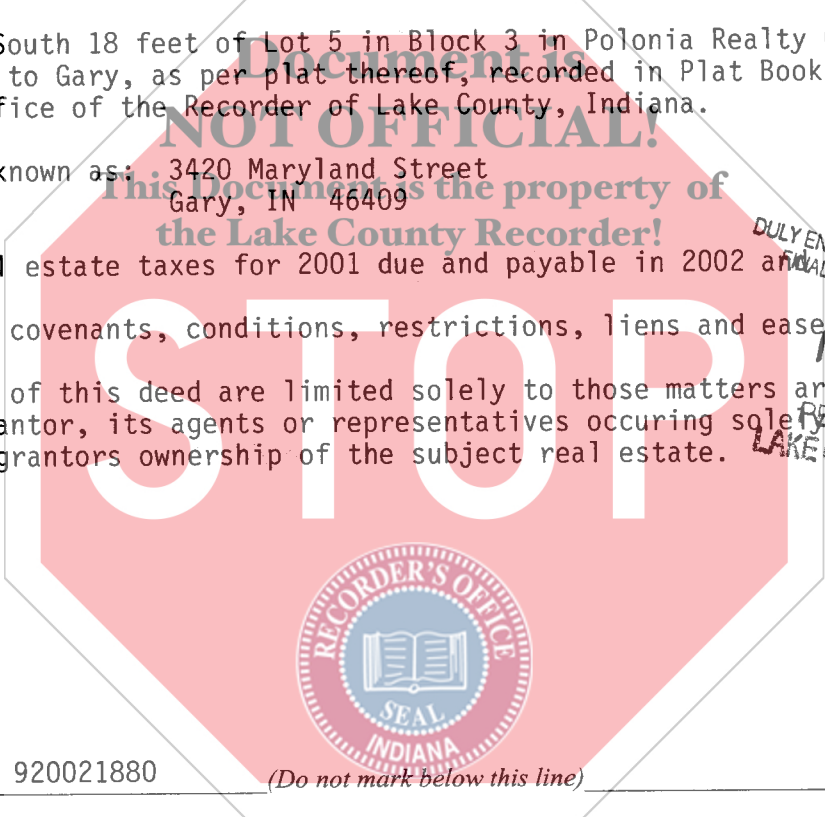 South 18 feet of Lot 5 in Block 3 in Polonia Realty
to Gary, as per plat thereof, recorded in Plat Book
fice of the Recorder of Lake County, Indiana.
known as: 3420 Maryland Street
Gary, IN 46409
Document is
NOT OFFICIAL!
This Document is the property of
the Lake County Recorder!
estate taxes for 2001 due and payable in 2002 and
covenants, conditions, restrictions, liens and ease
of this deed are limited solely to those matters ar
antor, its agents or representatives occuring solely
grantors ownership of the subject real estate.
DULY EN
LAKE
STOP
RECORDER'S OFFICE
SEAL
INDIANA
920021880
(Do not mark below this line)